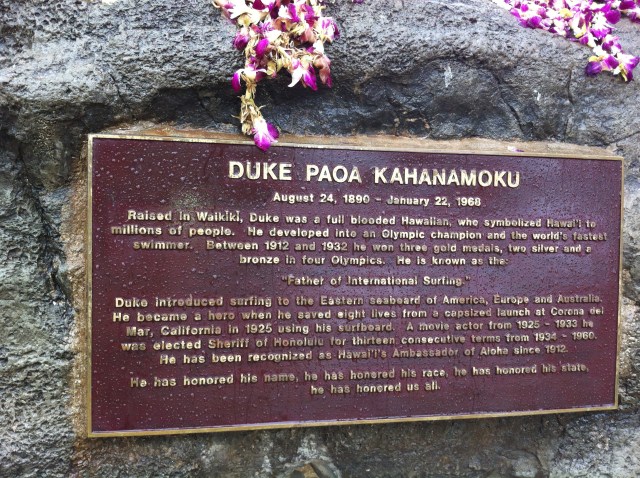 DUKE PAOA KAHANAMOKU
August 24, 1890 - January 22, 1968
Raised in Waikiki, Duke was a full blooded Hawaiian, who symbolized Hawai'i to
millions of people. He developed into an Olympic champion and the world's fastest
swimmer. Between 1912 and 1932 he won three gold medals, two silver and a
bronze in four Olympics. He is known as the:
"Father of International Surfing."
Duke introduced surfing to the Eastern seaboard of America, Europe and Australia.
He became a hero when he saved eight lives from a capsized launch at Corona del
Mar, California in 1925 using his surfboard. A movie actor from 1925 - 1933 he
was elected Sheriff of Honolulu for thirteen consecutive terms from 1934 - 1960.
He has been recognized as Hawai'i's Ambassador of Aloha since 1912.
He has honored his name, he has honored his race, he has honored his state,
he has honored us all.